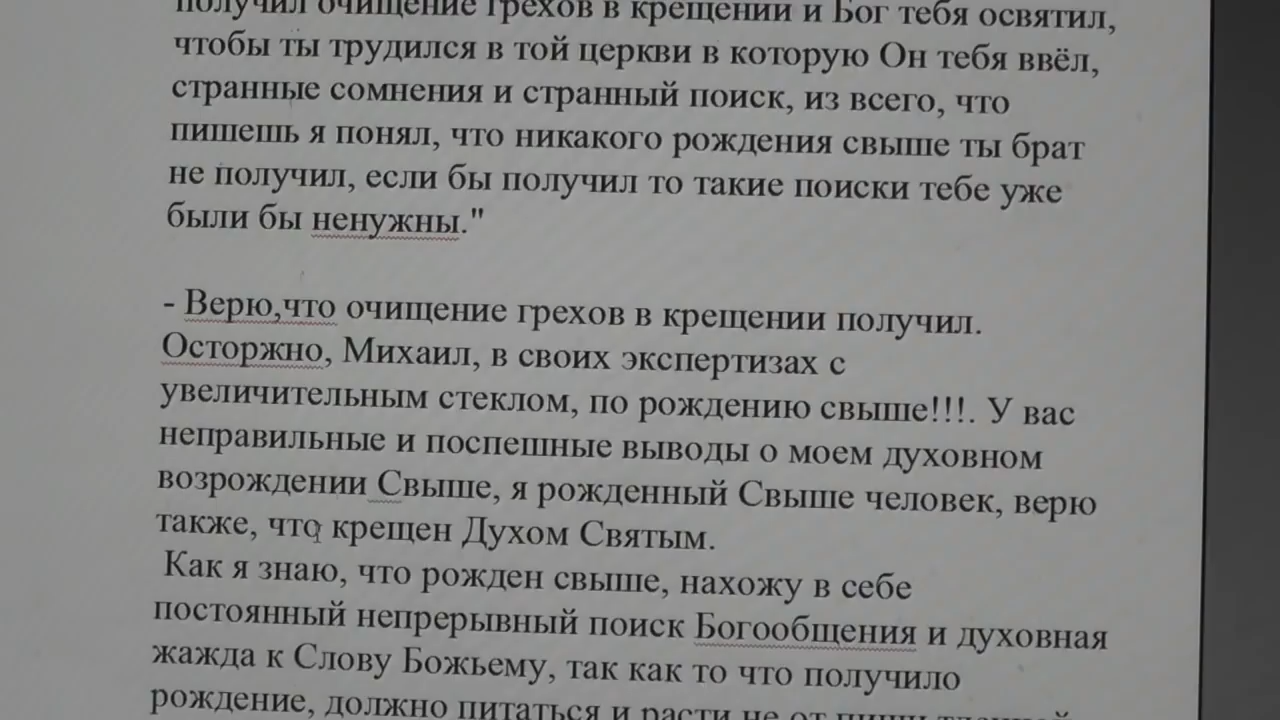 получил очищение грехов в крещении и Бог тебя освятил,
чтобы ты трудился в той церкви в которую Он тебя ввёл,
странные сомнения и странный поиск, из всего, что
пишешь я понял, что никакого рождения свыше ты брат
не получил, если бы получил то такие поиски тебе уже
были бы ненужны."
- Верю,что очищение грехов в крещении получил.
Осторжно, Михаил, в своих экспертизах с
увеличительным стеклом, по рождению свыше!!!. У вас
неправильные и поспешные выводы о моем духовном
возрождении Свыше, я рожденный Свыше человек, верю
также, что крещен Духом Святым.
Как я знаю, что рожден свыше, нахожу в себе
постоянный непрерывный поиск Богообщения и духовная
жажда к Слову Божьему, так как то что получило
рождение, должно питаться и расти не от пищи тленной